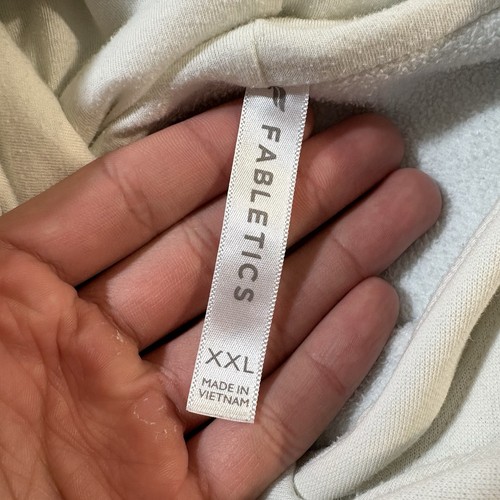 FABLETICS
XXL
MADE IN
VIETNAM